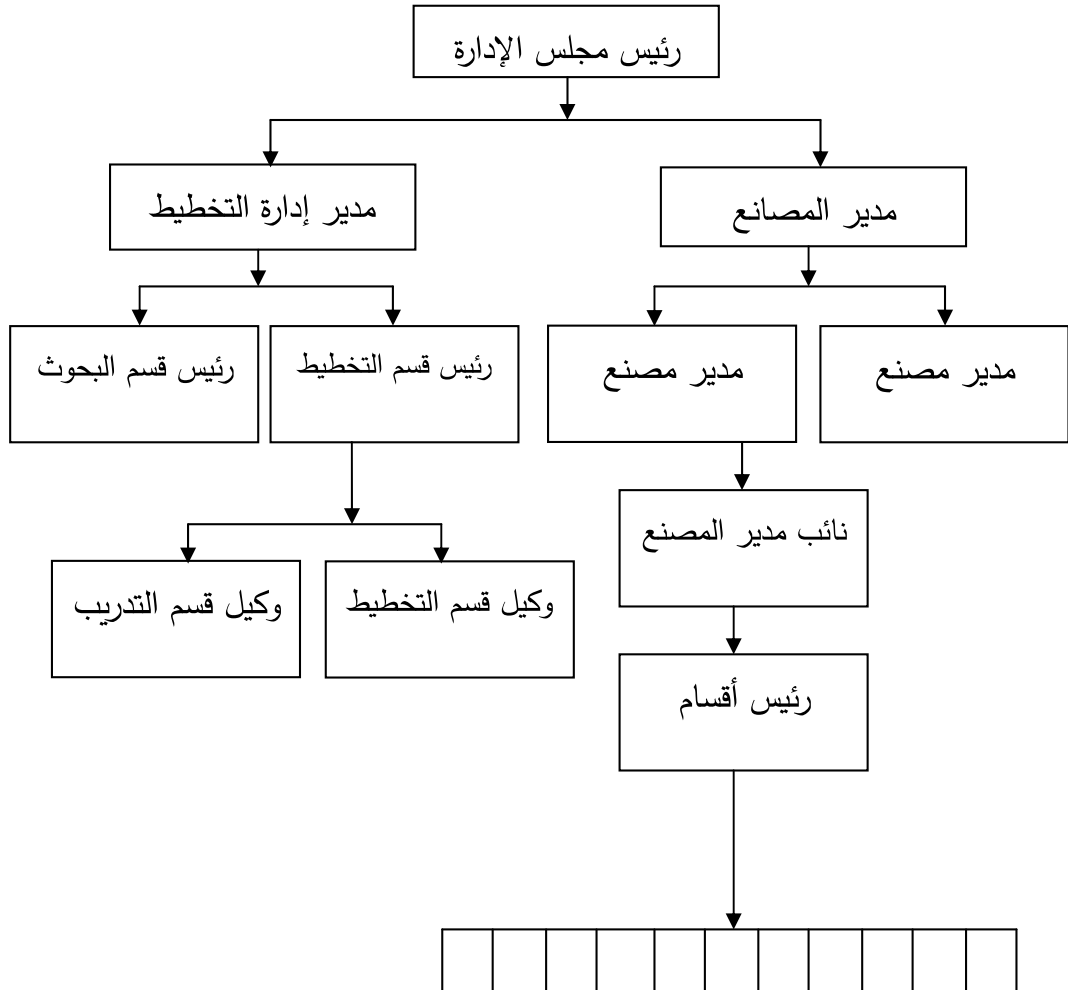 رئيس مجلس الإدارة
مدير المصانع
مدير إدارة التخطيط
مدير مصنع
مدير مصنع
رئيس قسم التخطيط
رئيس قسم البحوث
نائب مدير المصنع
وكيل قسم التخطيط
وكيل قسم التدريب
رئيس أقسام